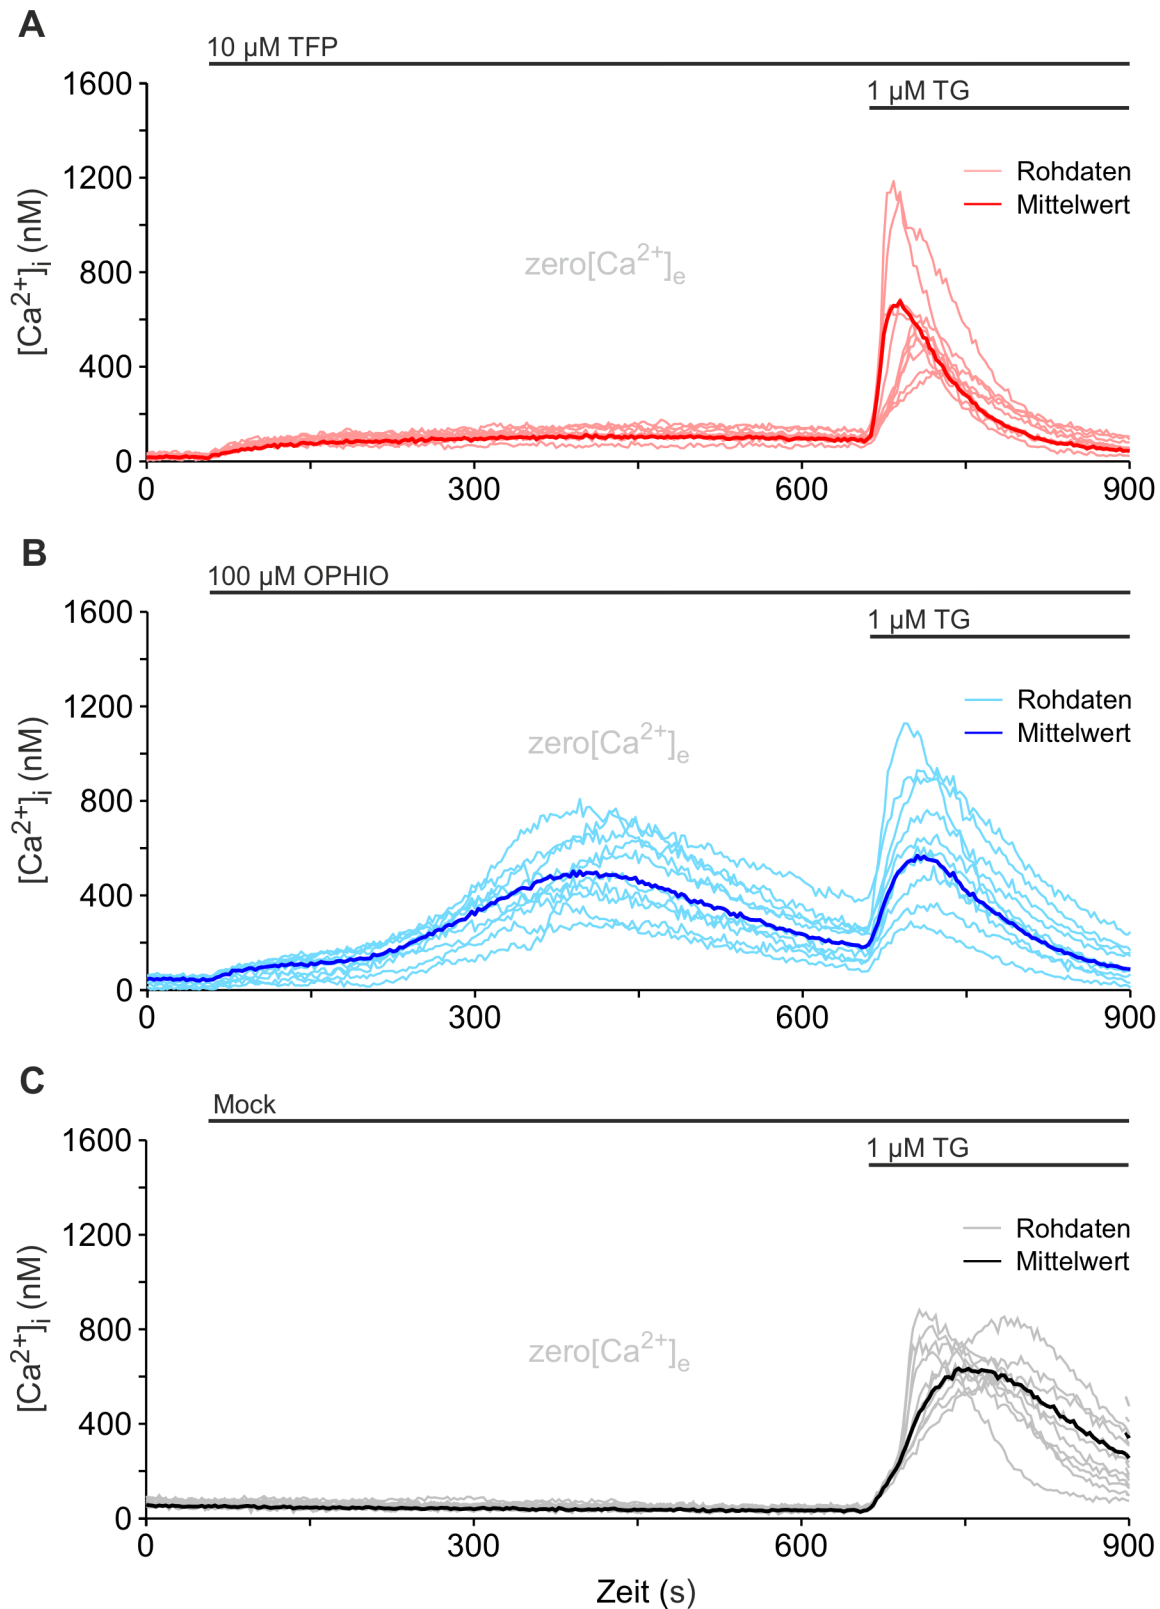 A
10 µM TFP
1600
1 µM TG
1200
Rohdaten
Mittelwert
[Ca²⁺]ᵢ (nM)
800
zero[Ca²⁺]ₑ
400
0
0 300 600 900
B
100 µM OPHIO
1600
1 µM TG
1200
Rohdaten
Mittelwert
[Ca²⁺]ᵢ (nM)
zero[Ca²⁺]ₑ
800
400
0
0 300 600 900
C
Mock
1600
1 µM TG
1200
Rohdaten
Mittelwert
[Ca²⁺]ᵢ (nM)
800
zero[Ca²⁺]ₑ
400
0
0 300 600 900
Zeit (s)